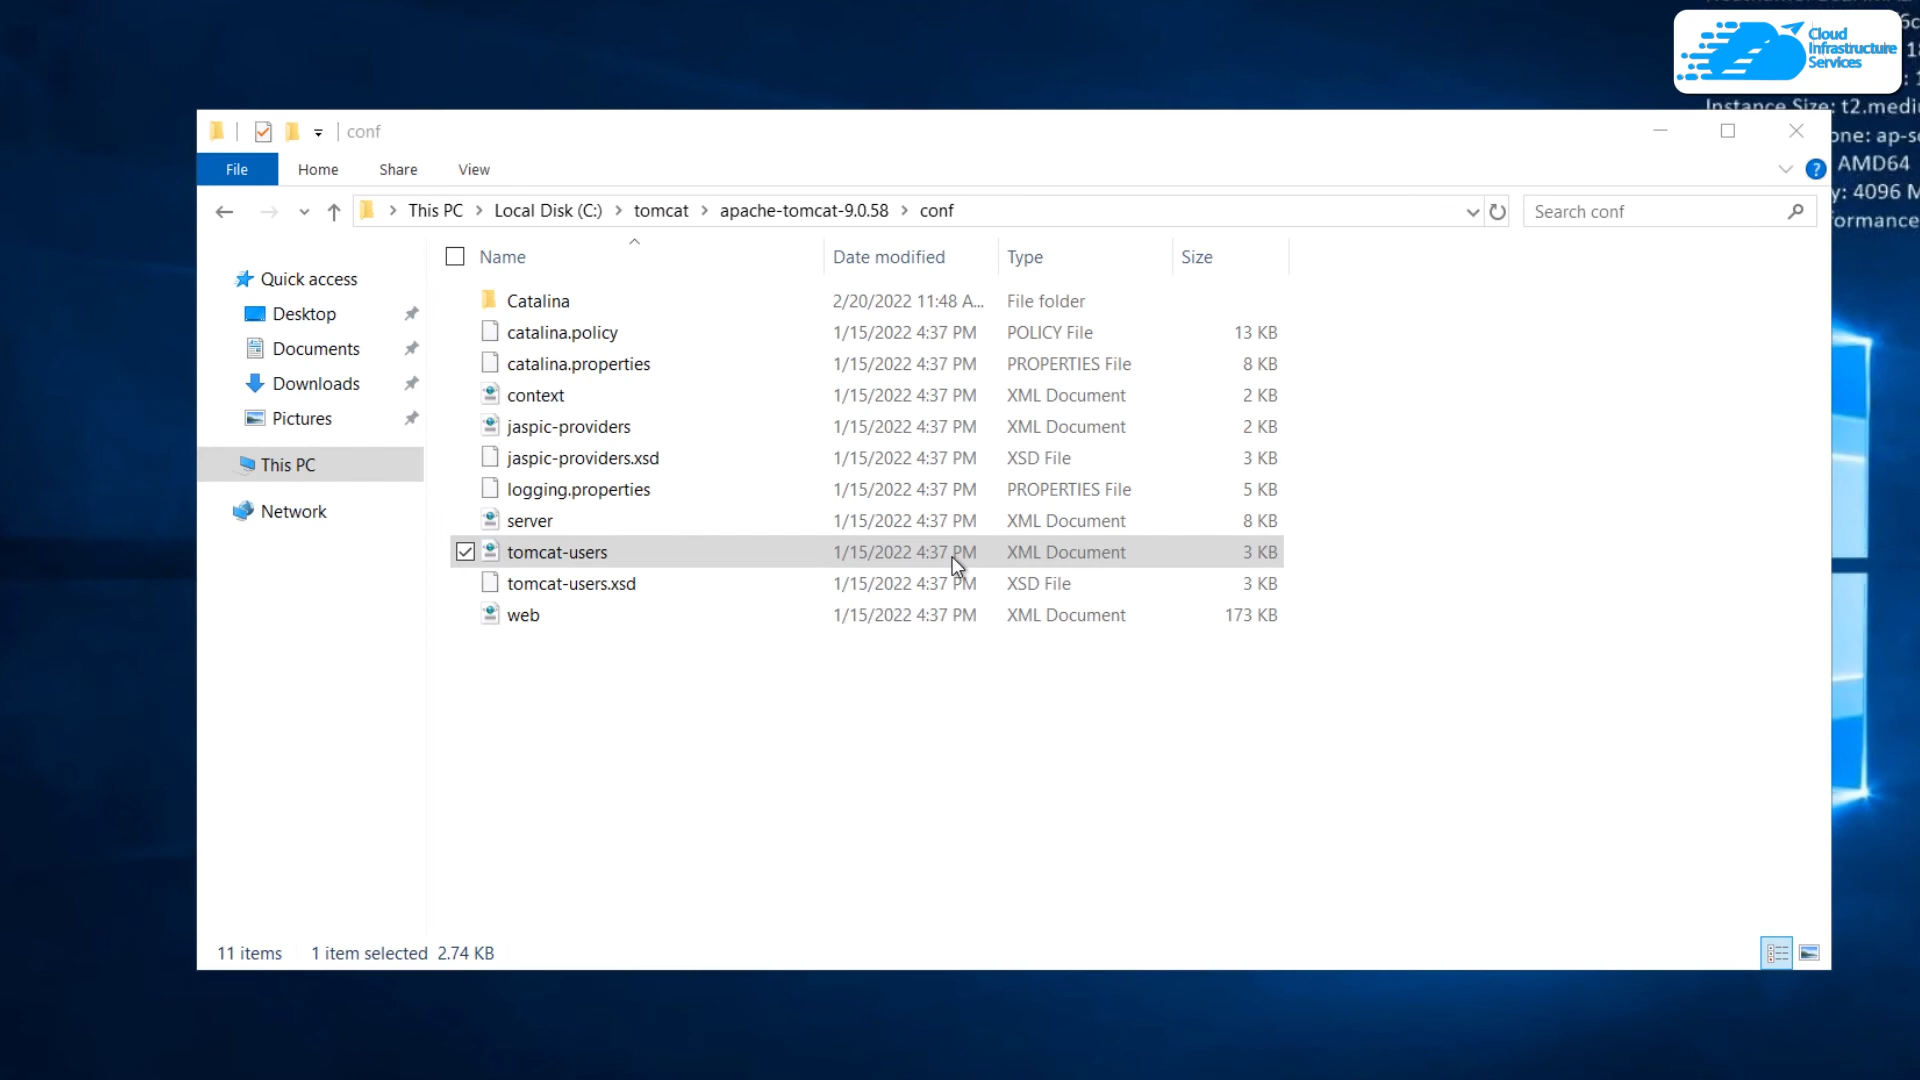 Cloud
Infrastructure
Services
Instance Size: t2.medi
one: ap-s
AMD64
y: 4096 M
ormance
conf
File Home Share View
This PC Local Disk (C:) tomcat apache-tomcat-9.0.58 conf
Search conf
Quick access
Desktop
Documents
Downloads
Pictures
This PC
Network
Name Date modified Type Size
Catalina 2/20/2022 11:48 A... File folder
catalina.policy 1/15/2022 4:37 PM POLICY File 13 KB
catalina.properties 1/15/2022 4:37 PM PROPERTIES File 8 KB
context 1/15/2022 4:37 PM XML Document 2 KB
jaspic-providers 1/15/2022 4:37 PM XML Document 2 KB
jaspic-providers.xsd 1/15/2022 4:37 PM XSD File 3 KB
logging.properties 1/15/2022 4:37 PM PROPERTIES File 5 KB
server 1/15/2022 4:37 PM XML Document 8 KB
tomcat-users 1/15/2022 4:37 PM XML Document 3 KB
tomcat-users.xsd 1/15/2022 4:37 PM XSD File 3 KB
web 1/15/2022 4:37 PM XML Document 173 KB
11 items 1 item selected 2.74 KB